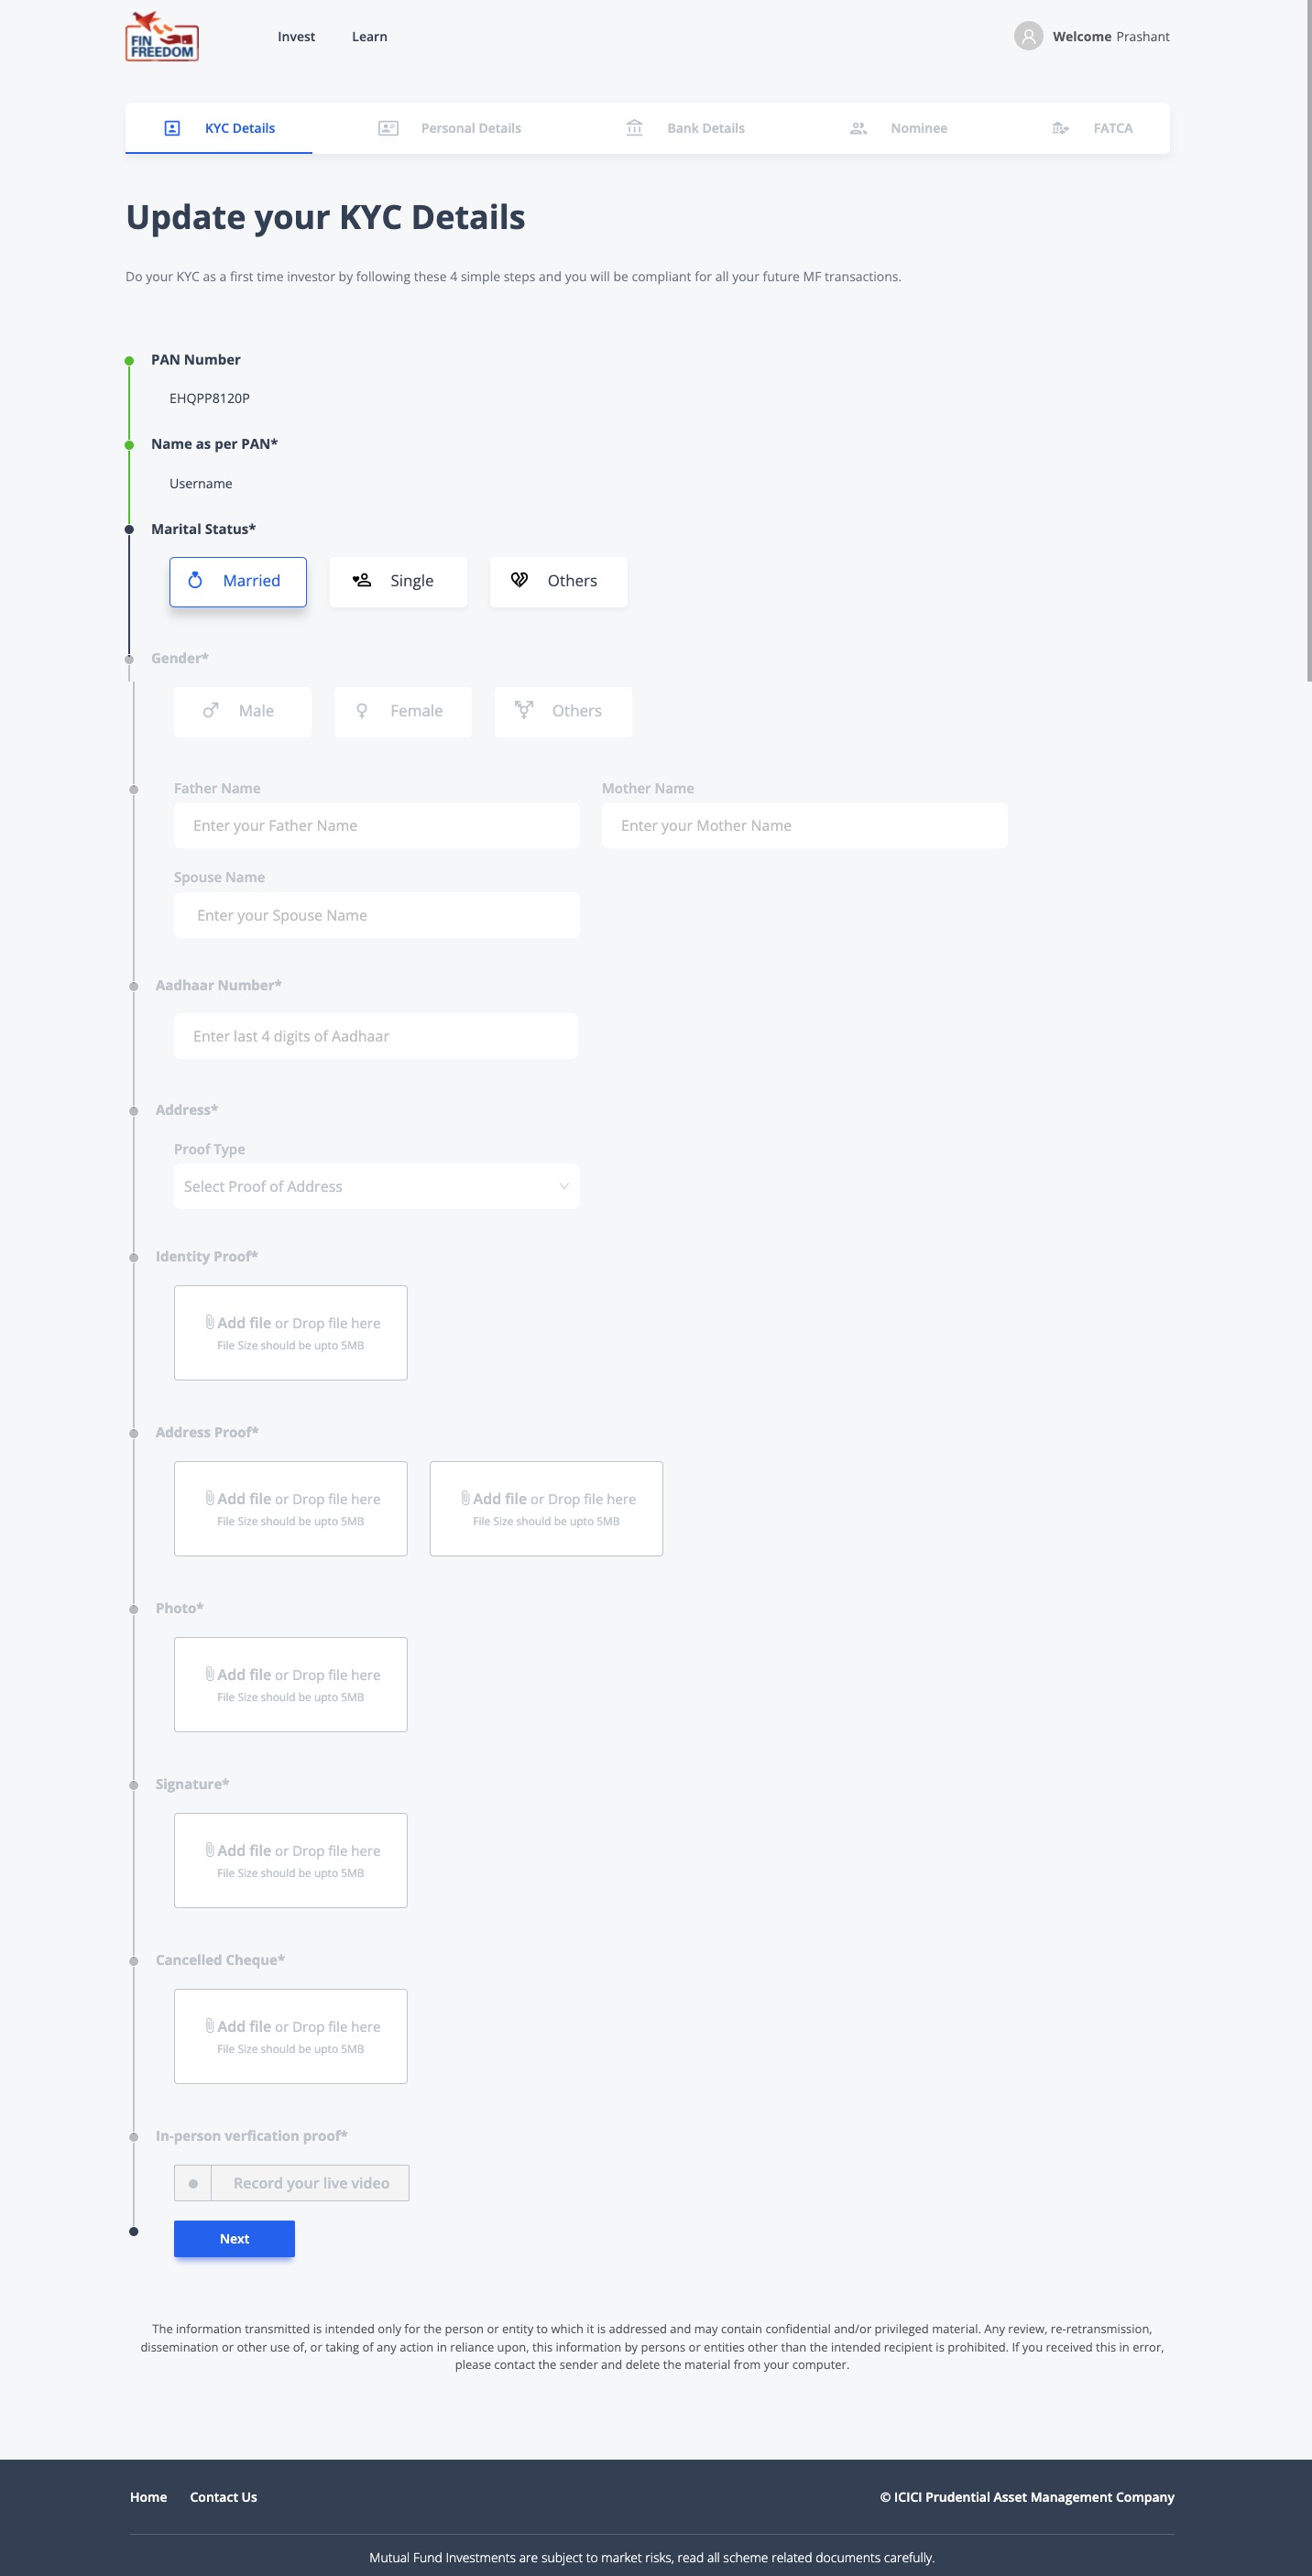 FIN
FREEDOM
Invest Learn
Welcome Prashant
KYC Details Personal Details Bank Details Nominee FATCA
Update your KYC Details
Do your KYC as a first time investor by following these 4 simple steps and you will be compliant for all your future MF transactions.
PAN Number
EHQPP8120P
Name as per PAN*
Username
Marital Status*
Married Single Others
Gender*
Male Female Others
Father Name Mother Name
Enter your Father Name Enter your Mother Name
Spouse Name
Enter your Spouse Name
Aadhaar Number*
Enter last 4 digits of Aadhaar
Address*
Proof Type
Select Proof of Address
Identity Proof*
Add file or Drop file here
File Size should be upto 5MB
Address Proof*
Add file or Drop file here Add file or Drop file here
File Size should be upto 5MB File Size should be upto 5MB
Photo*
Add file or Drop file here
File Size should be upto 5MB
Signature*
Add file or Drop file here
File Size should be upto 5MB
Cancelled Cheque*
Add file or Drop file here
File Size should be upto 5MB
In-person verfication proof*
Record your live video
Next
The information transmitted is intended only for the person or entity to which it is addressed and may contain confidential and/or privileged material. Any review, re-retransmission,
dissemination or other use of, or taking of any action in reliance upon, this information by persons or entities other than the intended recipient is prohibited. If you received this in error,
please contact the sender and delete the material from your computer.
Home Contact Us © ICICI Prudential Asset Management Company
Mutual Fund Investments are subject to market risks, read all scheme related documents carefully.